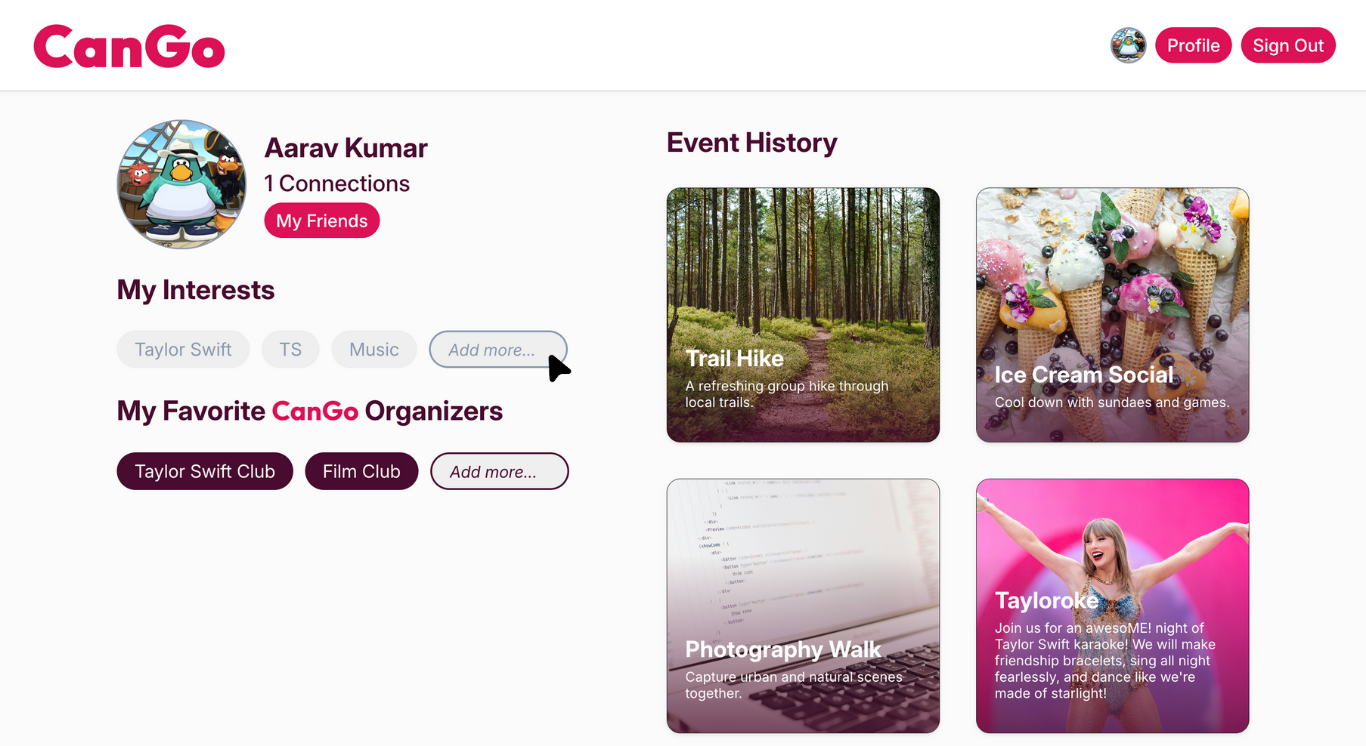 CanGo
Profile
Sign Out
Aarav Kumar
1 Connections
My Friends
My Interests
Taylor Swift
TS
Music
Add more...
My Favorite CanGo Organizers
Taylor Swift Club
Film Club
Add more...
Event History
Trail Hike
A refreshing group hike through
local trails.
Ice Cream Social
Cool down with sundaes and games.
Photography Walk
Capture urban and natural scenes
together.
Tayloroke
Join us for an awesoME! night of
Taylor Swift karaoke! We will make
friendship bracelets, sing all night
fearlessly, and dance like we're
made of starlight!